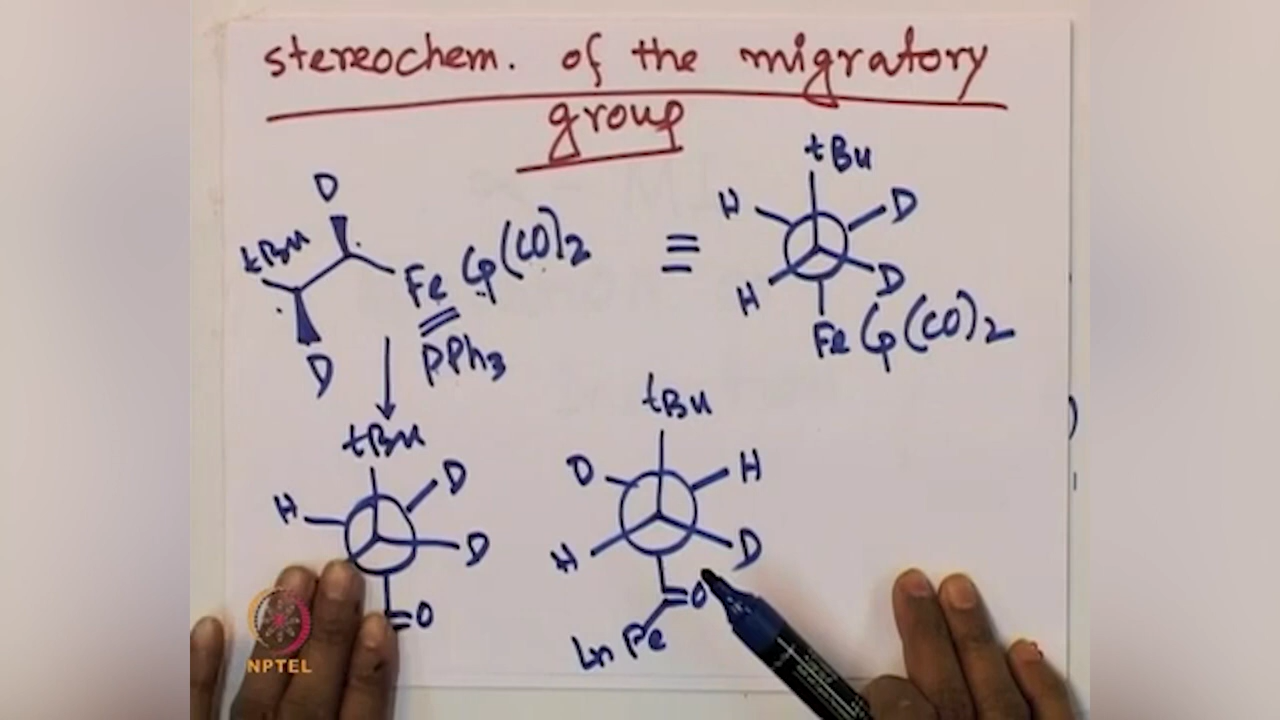 stereochem. of the migratory
group
D
tBu
Fe Cp(CO)2
PPh3
D
≡
tBu
H
D
H
D
Fe Cp(CO)2
tBu
H
D
D
O
tBu
D
H
H
D
O
Ln Fe
NPTEL